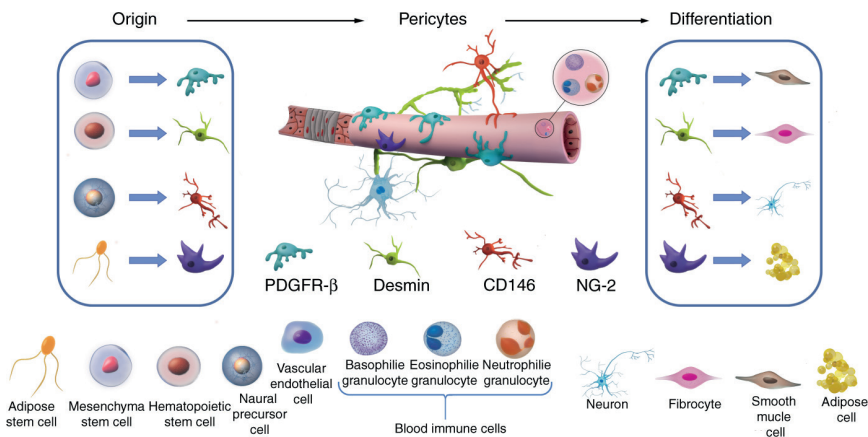 Origin
Pericytes
Differentiation
PDGFR-β
Desmin
CD146
NG-2
Adipose
stem cell
Mesenchyma
stem cell
Hematopoietic
stem cell
Naural
precursor
cell
Vascular
endothelial
cell
Basophilie
granulocyte
Eosinophilie
granulocyte
Neutrophilie
granulocyte
Blood immune cells
Neuron
Fibrocyte
Smooth
mucle
cell
Adipose
cell